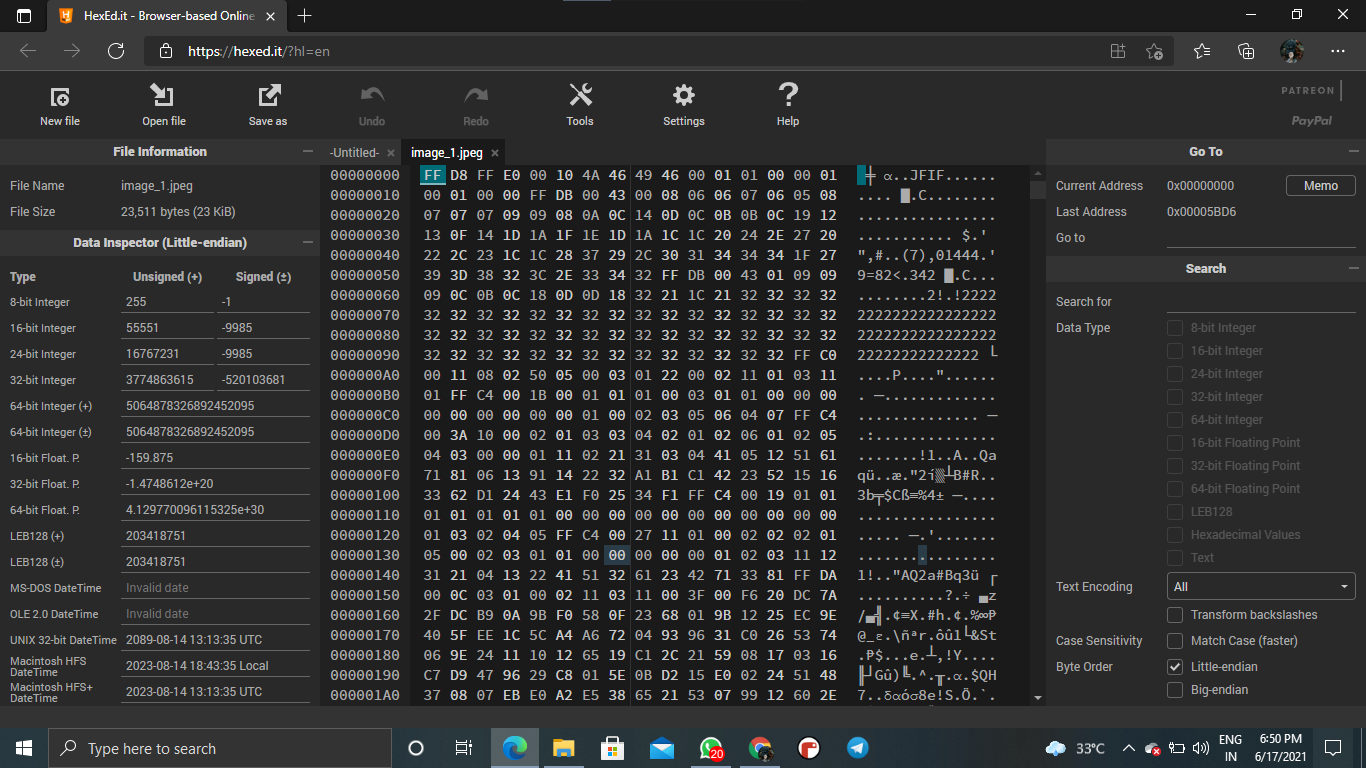 HexEd.it - Browser-based Online
https://hexed.it/?hl=en
New file
Open file
Save as
Undo
Redo
Tools
Settings
Help
PATREON
PayPal
File Information
File Name image_1.jpeg
File Size 23,511 bytes (23 KiB)
Data Inspector (Little-endian)
Type Unsigned (+) Signed (±)
8-bit Integer 255 -1
16-bit Integer 55551 -9985
24-bit Integer 16767231 -9985
32-bit Integer 3774863615 -520103681
64-bit Integer (+) 5064878326892452095
64-bit Integer (±) 5064878326892452095
16-bit Float. P. -159.875
32-bit Float. P. -1.4748612e+20
64-bit Float. P. 4.129770096115325e+30
LEB128 (+) 203418751
LEB128 (±) 203418751
MS-DOS DateTime Invalid date
OLE 2.0 DateTime Invalid date
UNIX 32-bit DateTime 2089-08-14 13:13:35 UTC
Macintosh HFS DateTime 2023-08-14 18:43:35 Local
Macintosh HFS+ DateTime 2023-08-14 13:13:35 UTC
-Untitled-
image_1.jpeg
00000000 FF D8 FF E0 00 10 4A 46 49 46 00 01 01 00 00 01
00000010 00 01 00 00 FF DB 00 43 00 08 06 06 07 06 05 08
00000020 07 07 07 09 09 08 0A 0C 14 0D 0C 0B 0B 0C 19 12
00000030 13 0F 14 1D 1A 1F 1E 1D 1A 1C 1C 20 24 2E 27 20
00000040 22 2C 23 1C 1C 28 37 29 2C 30 31 34 34 34 1F 27
00000050 39 3D 38 32 3C 2E 33 34 32 FF DB 00 43 01 09 09
00000060 09 0C 0B 0C 18 0D 0D 18 32 21 1C 21 32 32 32 32
00000070 32 32 32 32 32 32 32 32 32 32 32 32 32 32 32 32
00000080 32 32 32 32 32 32 32 32 32 32 32 32 32 32 32 32
00000090 32 32 32 32 32 32 32 32 32 32 32 32 32 32 FF C0
000000A0 00 11 08 02 50 05 00 03 01 22 00 02 11 01 03 11
000000B0 01 FF C4 00 1B 00 01 01 01 00 03 01 01 00 00 00
000000C0 00 00 00 00 00 00 01 00 02 03 05 06 04 07 FF C4
000000D0 00 3A 10 00 02 01 03 03 04 02 01 02 06 01 02 05
000000E0 04 03 00 00 01 11 02 21 31 03 04 41 05 12 51 61
000000F0 71 81 06 13 91 14 22 32 A1 B1 C1 42 23 52 15 16
00000100 33 62 D1 24 43 E1 F0 25 34 F1 FF C4 00 19 01 01
00000110 01 01 01 01 01 00 00 00 00 00 00 00 00 00 00 00
00000120 01 03 02 04 05 FF C4 00 27 11 01 00 02 02 02 01
00000130 05 00 02 03 01 01 00 00 00 00 00 01 02 03 11 12
00000140 31 21 04 13 22 41 51 32 61 23 42 71 33 81 FF DA
00000150 00 0C 03 01 00 02 11 03 11 00 3F 00 F6 20 DC 7A
00000160 2F DC B9 0A 9B F0 58 0F 23 68 01 9B 12 25 EC 9E
00000170 40 5F EE 1C 5C A4 A6 72 04 93 96 31 C0 26 53 74
00000180 06 9E 24 11 10 12 65 19 C1 2C 21 59 08 17 03 16
00000190 C7 D9 47 96 29 C8 01 5E 0B D2 15 E0 02 24 51 48
000001A0 37 08 07 EB E0 A2 E5 38 65 21 53 07 99 12 60 2E
╪ α..JFIF......
.... █.C........
................
........... $.'
",#..(7),01444.'
9=82<.342 █.C...
........2!.!2222
2222222222222222
2222222222222222
22222222222222 └
....P...."......
. ─.............
.............. ─
.:..............
.......!1..A..Qa
qü..æ."2í▒┴B#R..
3b╤$Cß≡%4± ─....
................
..... ─.'.......
................
1!.."AQ2a#Bq3ü ┌
..........?.÷ ▄z
/▄╣.¢≡X.#h.¢.%∞₧
@_ε.\ñªr.ôû1└&St
.₧$...e.┴,!Y....
╟┘Gû)╚.^.╥.α.$QH
7..δαóσ8e!S.Ö.`.
Go To
Current Address 0x00000000 Memo
Last Address 0x00005BD6
Go to
Search
Search for
Data Type 8-bit Integer
16-bit Integer
24-bit Integer
32-bit Integer
64-bit Integer
16-bit Floating Point
32-bit Floating Point
64-bit Floating Point
LEB128
Hexadecimal Values
Text
Text Encoding All
Transform backslashes
Case Sensitivity Match Case (faster)
Byte Order Little-endian
Big-endian
Type here to search
20
33°C
ENG
IN
6:50 PM
6/17/2021